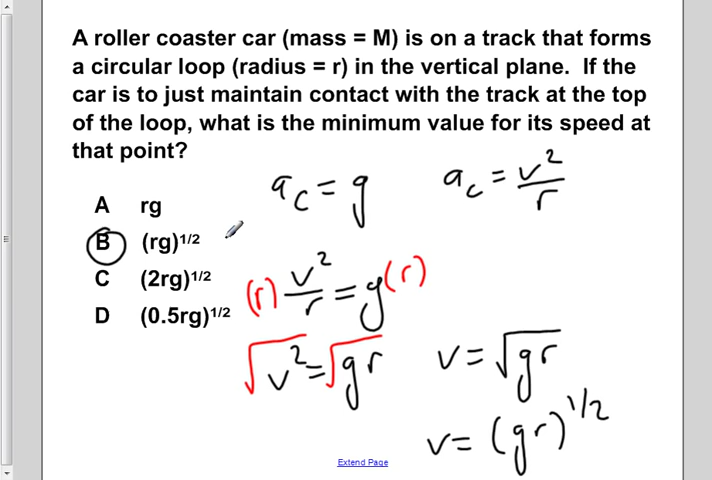 A roller coaster car (mass = M) is on a track that forms
a circular loop (radius = r) in the vertical plane.  If the
car is to just maintain contact with the track at the top
of the loop, what is the minimum value for its speed at
that point?
a_c = g    a_c = v²/r
A rg
B (rg)^1/2
C (2rg)^1/2
D (0.5rg)^1/2
(r) v²/r = g(r)
√v² = √gr    v = √gr
v = (gr)^1/2
Extend Page